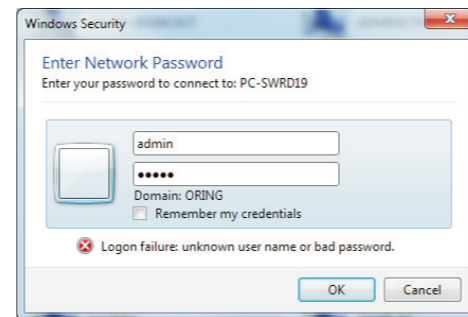 Windows Security
Enter Network Password
Enter your password to connect to: PC-SWRD19
admin
•••••
Domain: ORING
Remember my credentials
Logon failure: unknown user name or bad password.
OK
Cancel